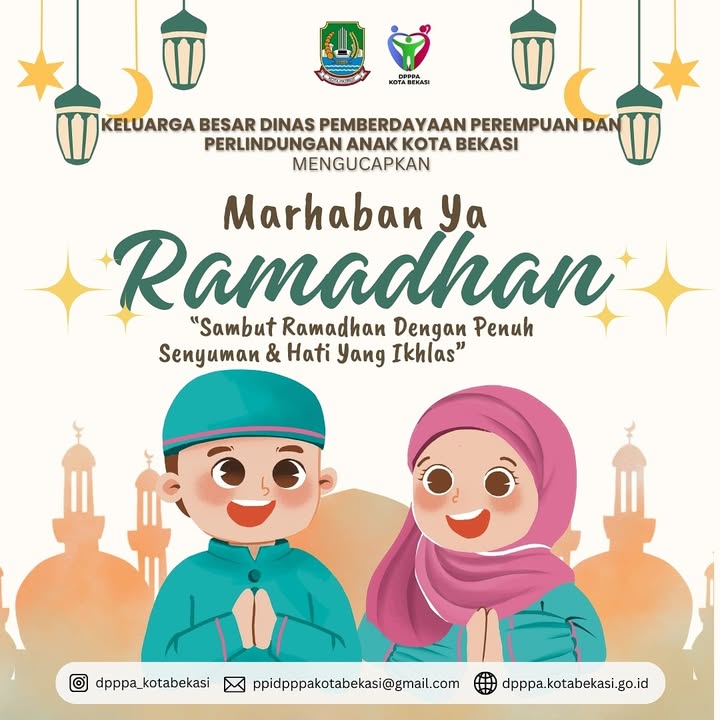 DPPPA
KOTA BEKASI
KELUARGA BESAR DINAS PEMBERDAYAAN PEREMPUAN DAN
PERLINDUNGAN ANAK KOTA BEKASI
MENGUCAPKAN
Marhaban Ya
Ramadhan
“Sambut Ramadhan Dengan Penuh
Senyuman & Hati Yang Ikhlas”
dpppa_kotabekasi ppidpppakotabekasi@gmail.com dpppa.kotabekasi.go.id